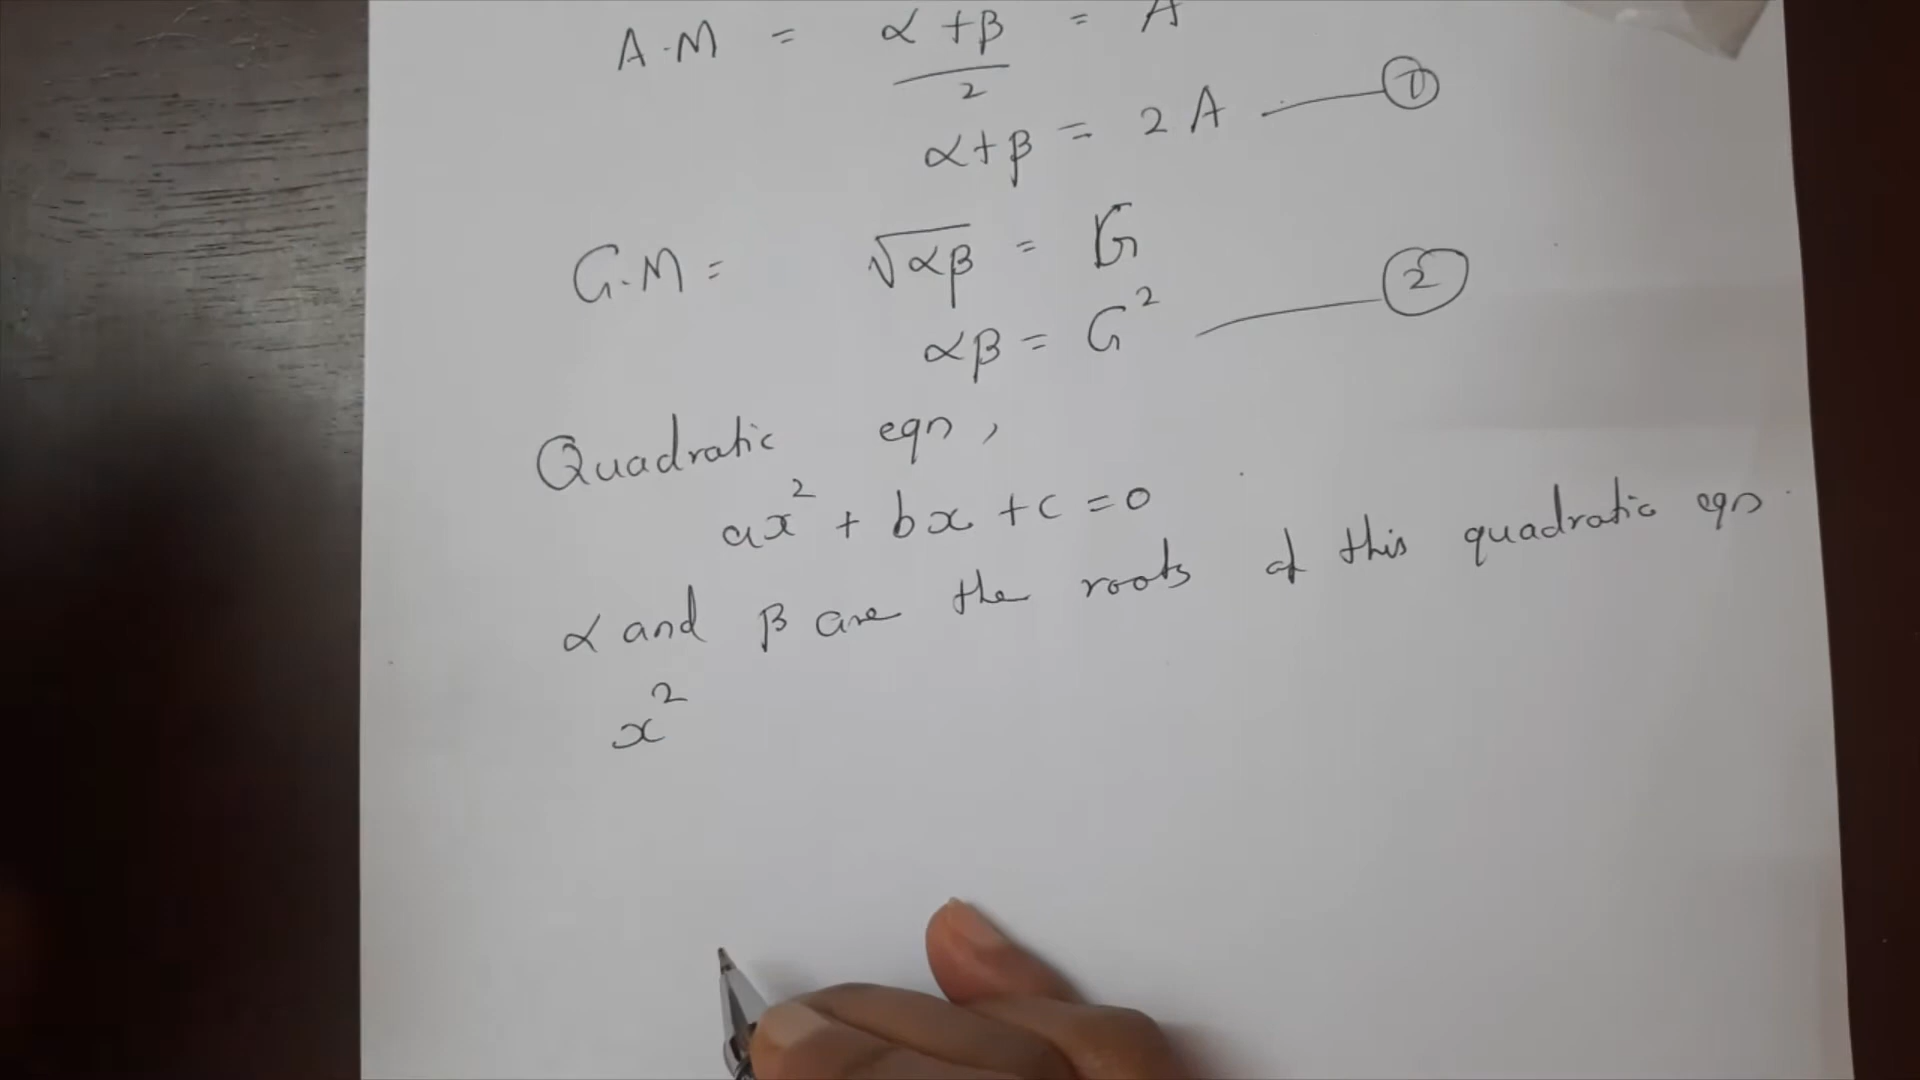 A.M = α+β/2 = A
α+β = 2A ——— ①
G.M = √αβ = G
αβ = G² ——— ②
Quadratic eqn,
ax² + bx + c = 0
α and β are the roots of this quadratic eqn.
x²